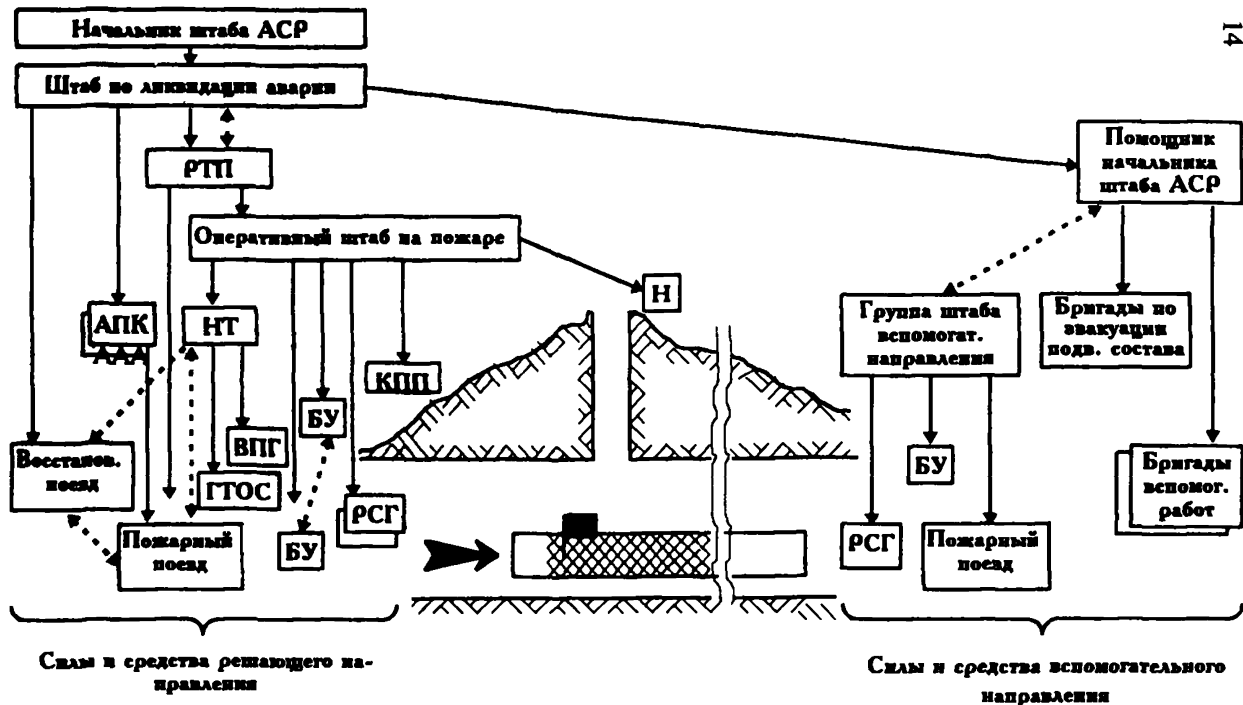 14
Начальник штаба АСР
Штаб по ликвидации аварии
РТП
Помощник
начальника
штаба АСР
Оперативный штаб на пожаре
Н
АПК
НТ
КПП
Группа штаба
вспомогат.
направления
Бригады по
эвакуации
подв. состава
БУ
ВПГ
Восстанов.
поезд
ГТОС
РСГ
БУ
Пожарный
поезд
БУ
Бригады
вспомог.
работ
РСГ
Пожарный
поезд
Силы и средства решающего на-
правления
Силы и средства вспомогательного
направления